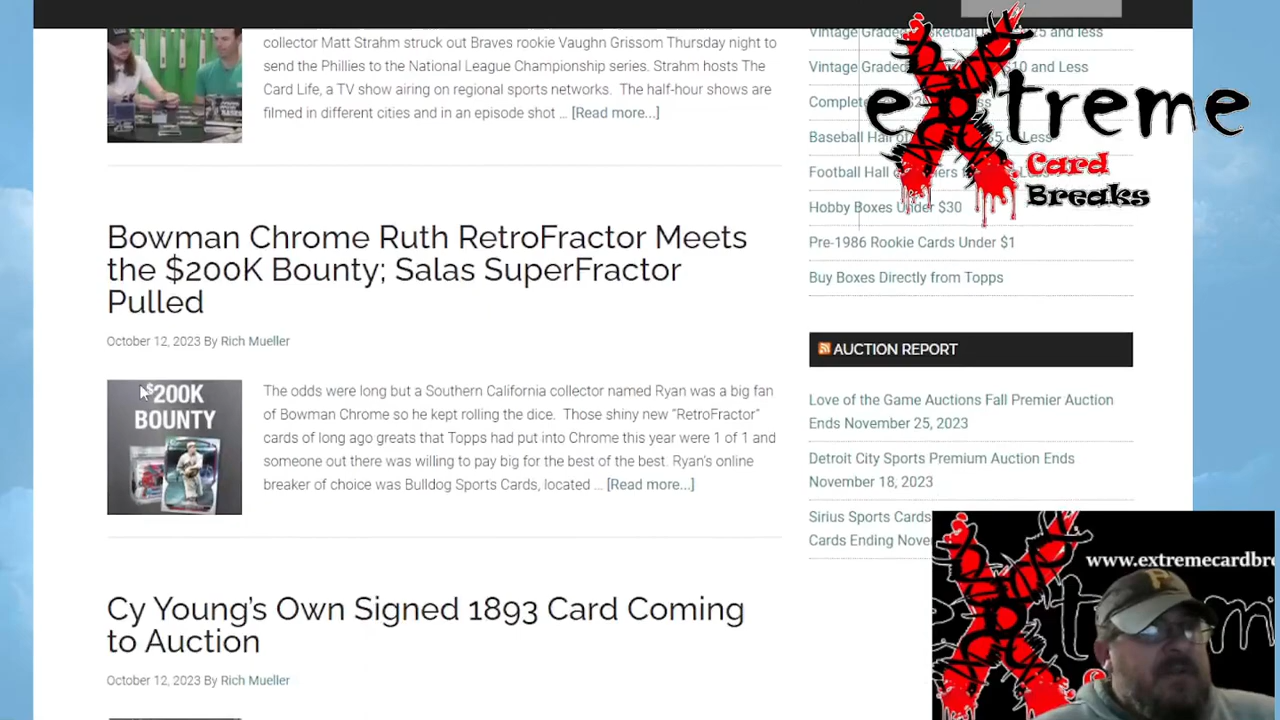 collector Matt Strahm struck out Braves rookie Vaughn Grissom Thursday night to
send the Phillies to the National League Championship series. Strahm hosts The
Card Life, a TV show airing on regional sports networks. The half-hour shows are
filmed in different cities and in an episode shot ... [Read more...]
Bowman Chrome Ruth RetroFractor Meets
the $200K Bounty; Salas SuperFractor
Pulled
October 12, 2023 By Rich Mueller
$200K
BOUNTY
The odds were long but a Southern California collector named Ryan was a big fan
of Bowman Chrome so he kept rolling the dice. Those shiny new “RetroFractor”
cards of long ago greats that Topps had put into Chrome this year were 1 of 1 and
someone out there was willing to pay big for the best of the best. Ryan’s online
breaker of choice was Bulldog Sports Cards, located ... [Read more...]
Cy Young’s Own Signed 1893 Card Coming
to Auction
October 12, 2023 By Rich Mueller
Vintage Graded and less
Vintage Graded $10 and Less
Complete
Baseball Hall of or Less
Football Hall
Hobby Boxes Under $30
Pre-1986 Rookie Cards Under $1
Buy Boxes Directly from Topps
AUCTION REPORT
Love of the Game Auctions Fall Premier Auction
Ends November 25, 2023
Detroit City Sports Premium Auction Ends
November 18, 2023
Sirius Sports Cards
Cards Ending Nove
eXtreme
Card
Breaks
www.extremecardbre